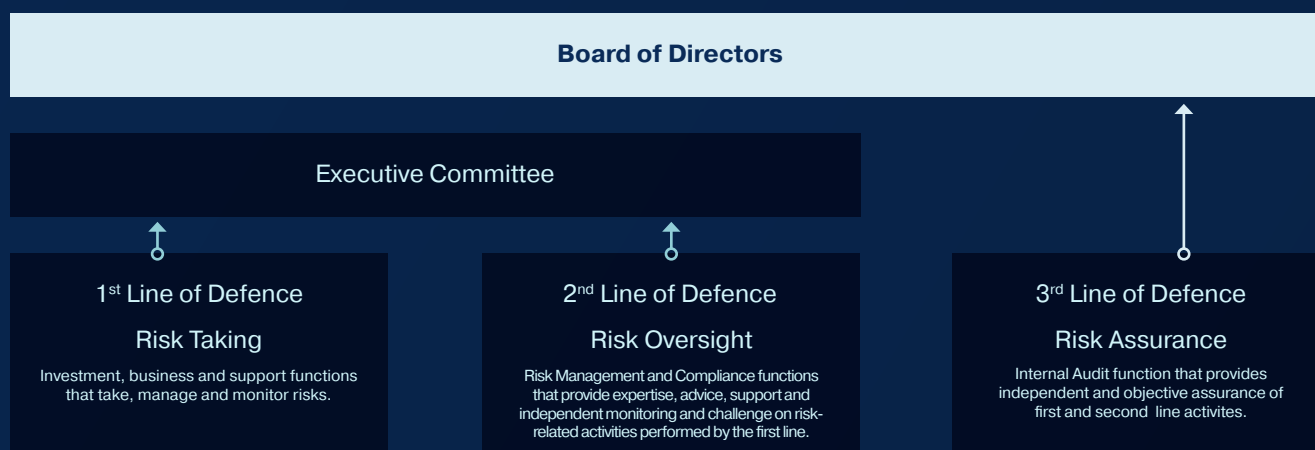 Board of Directors
Executive Committee
1st Line of Defence
Risk Taking
Investment, business and support functions
that take, manage and monitor risks.
2nd Line of Defence
Risk Oversight
Risk Management and Compliance functions
that provide expertise, advice, support and
independent monitoring and challenge on risk-
related activities performed by the first line.
3rd Line of Defence
Risk Assurance
Internal Audit function that provides
independent and objective assurance of
first and second  line activites.